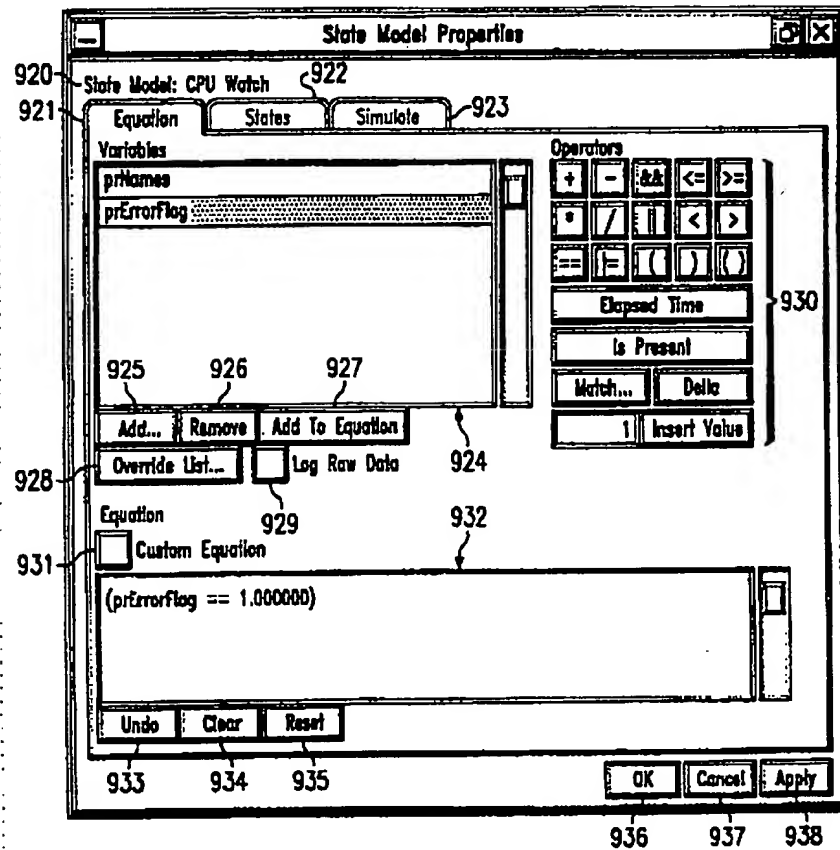 State Model Properties
920 State Model: CPU Watch 922
921 Equation States Simulate 923
Variables Operators
prNames + - && <= >=
prErrorFlag * / || < >
== != ( ) ( )
Elapsed Time 930
Is Present
925 926 927 Match... Delta
Add... Remove Add To Equation 924 1 Insert Value
928 Override List... Log Raw Data
929
Equation 932
931 Custom Equation
(prErrorFlag == 1.000000)
Undo Clear Reset
933 934 935 OK Cancel Apply
936 937 938